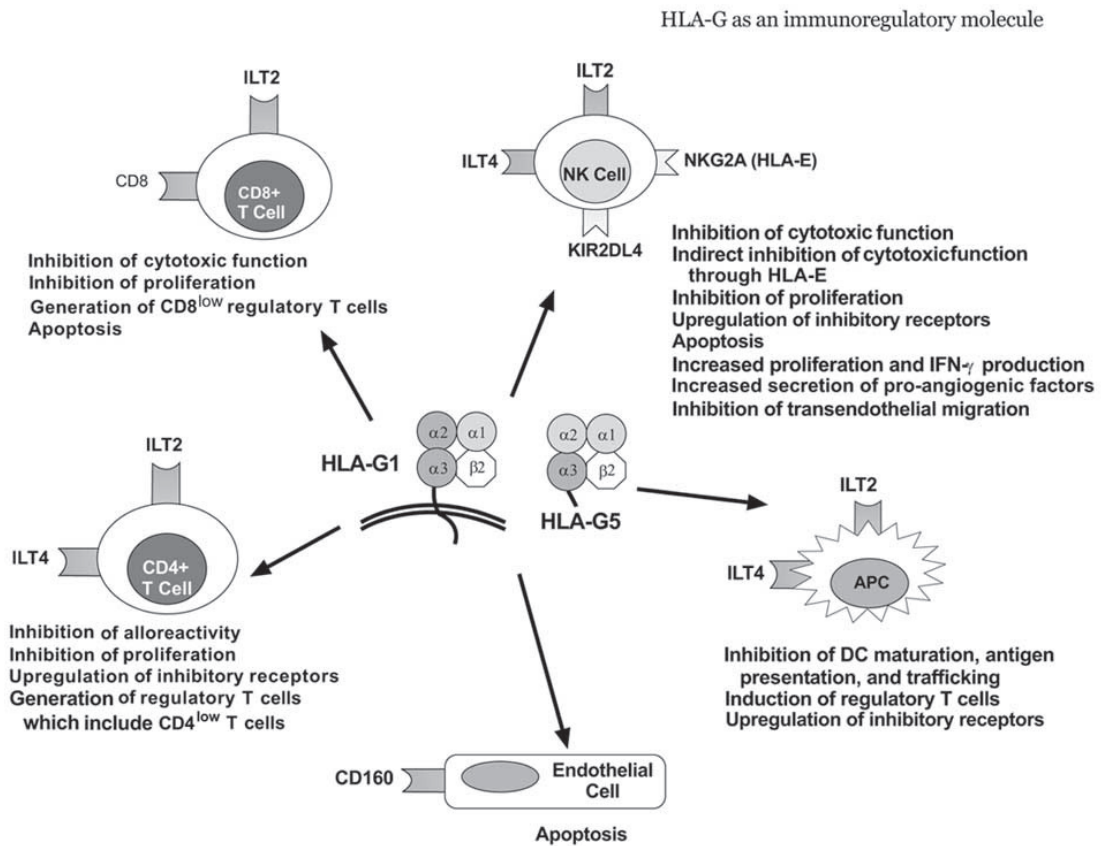 HLA-G as an immunoregulatory molecule
ILT2
CD8
CD8+
T Cell
Inhibition of cytotoxic function
Inhibition of proliferation
Generation of CD8low regulatory T cells
Apoptosis
ILT2
ILT4
NK Cell
NKG2A (HLA-E)
KIR2DL4
Inhibition of cytotoxic function
Indirect inhibition of cytotoxicfunction
through HLA-E
Inhibition of proliferation
Upregulation of inhibitory receptors
Apoptosis
Increased proliferation and IFN-γ production
Increased secretion of pro-angiogenic factors
Inhibition of transendothelial migration
HLA-G1
α2 α1
α3 β2
α2 α1
α3 β2
HLA-G5
ILT2
ILT4
CD4+
T Cell
Inhibition of alloreactivity
Inhibition of proliferation
Upregulation of inhibitory receptors
Generation of regulatory T cells
which include CD4low T cells
ILT2
ILT4
APC
Inhibition of DC maturation, antigen
presentation, and trafficking
Induction of regulatory T cells
Upregulation of inhibitory receptors
CD160
Endothelial
Cell
Apoptosis